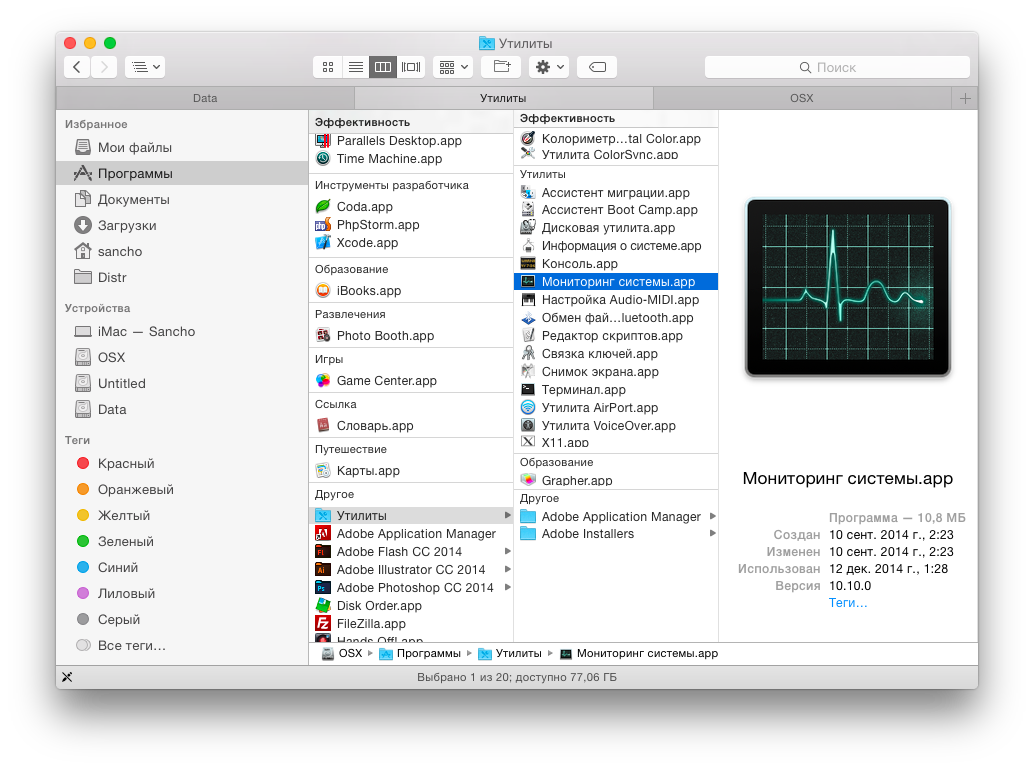 Утилиты
Поиск
Data
Утилиты
OSX
Избранное
Мои файлы
Программы
Документы
Загрузки
sancho
Distr
Устройства
iMac — Sancho
OSX
Untitled
Data
Теги
Красный
Оранжевый
Желтый
Зеленый
Синий
Лиловый
Серый
Все теги…
Эффективность
Parallels Desktop.app
Time Machine.app
Инструменты разработчика
Coda.app
PhpStorm.app
Xcode.app
Образование
iBooks.app
Развлечения
Photo Booth.app
Игры
Game Center.app
Ссылка
Словарь.app
Путешествие
Карты.app
Другое
Утилиты
Adobe Application Manager
Adobe Flash CC 2014
Adobe Illustrator CC 2014
Adobe Photoshop CC 2014
Disk Order.app
FileZilla.app
Hands Off!.app
Эффективность
Колориметр…tal Color.app
Утилита ColorSync.app
Утилиты
Ассистент миграции.app
Ассистент Boot Camp.app
Дисковая утилита.app
Информация о системе.app
Консоль.app
Мониторинг системы.app
Настройка Audio-MIDI.app
Обмен фай…luetooth.app
Редактор скриптов.app
Связка ключей.app
Снимок экрана.app
Терминал.app
Утилита AirPort.app
Утилита VoiceOver.app
X11.app
Образование
Grapher.app
Другое
Adobe Application Manager
Adobe Installers
Мониторинг системы.app
Программа — 10,8 МБ
Создан 10 сент. 2014 г., 2:23
Изменен 10 сент. 2014 г., 2:23
Использован 12 дек. 2014 г., 1:28
Версия 10.10.0
Теги…
OSX Программы Утилиты Мониторинг системы.app
Выбрано 1 из 20; доступно 77,06 ГБ